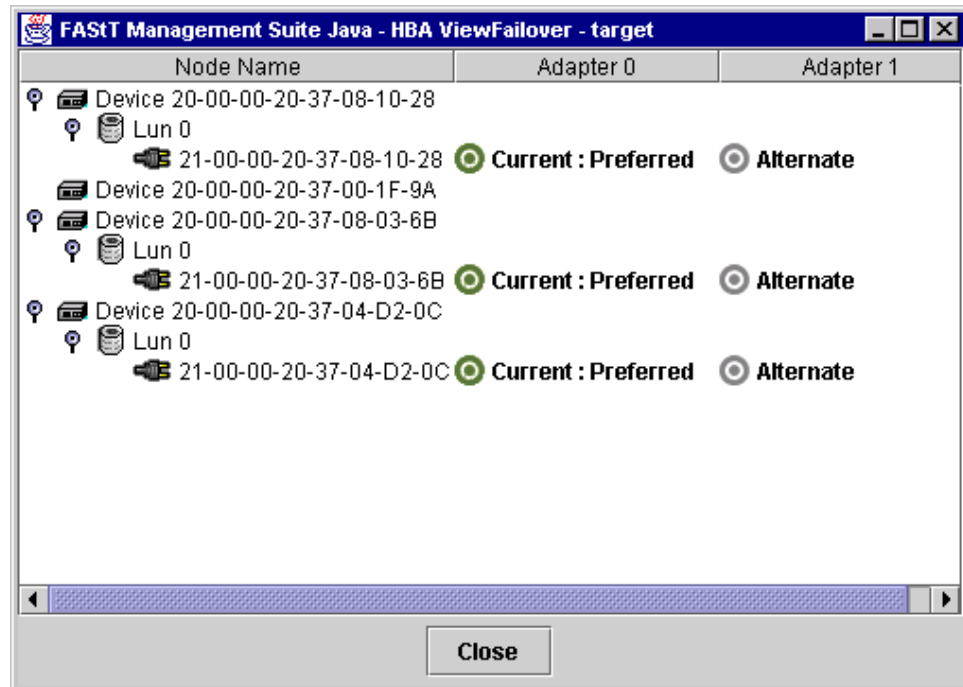 FAStT Management Suite Java - HBA ViewFailover - target
Node Name Adapter 0 Adapter 1
Device 20-00-00-20-37-08-10-28
Lun 0
21-00-00-20-37-08-10-28 Current : Preferred Alternate
Device 20-00-00-20-37-00-1F-9A
Device 20-00-00-20-37-08-03-6B
Lun 0
21-00-00-20-37-08-03-6B Current : Preferred Alternate
Device 20-00-00-20-37-04-D2-0C
Lun 0
21-00-00-20-37-04-D2-0C Current : Preferred Alternate
Close